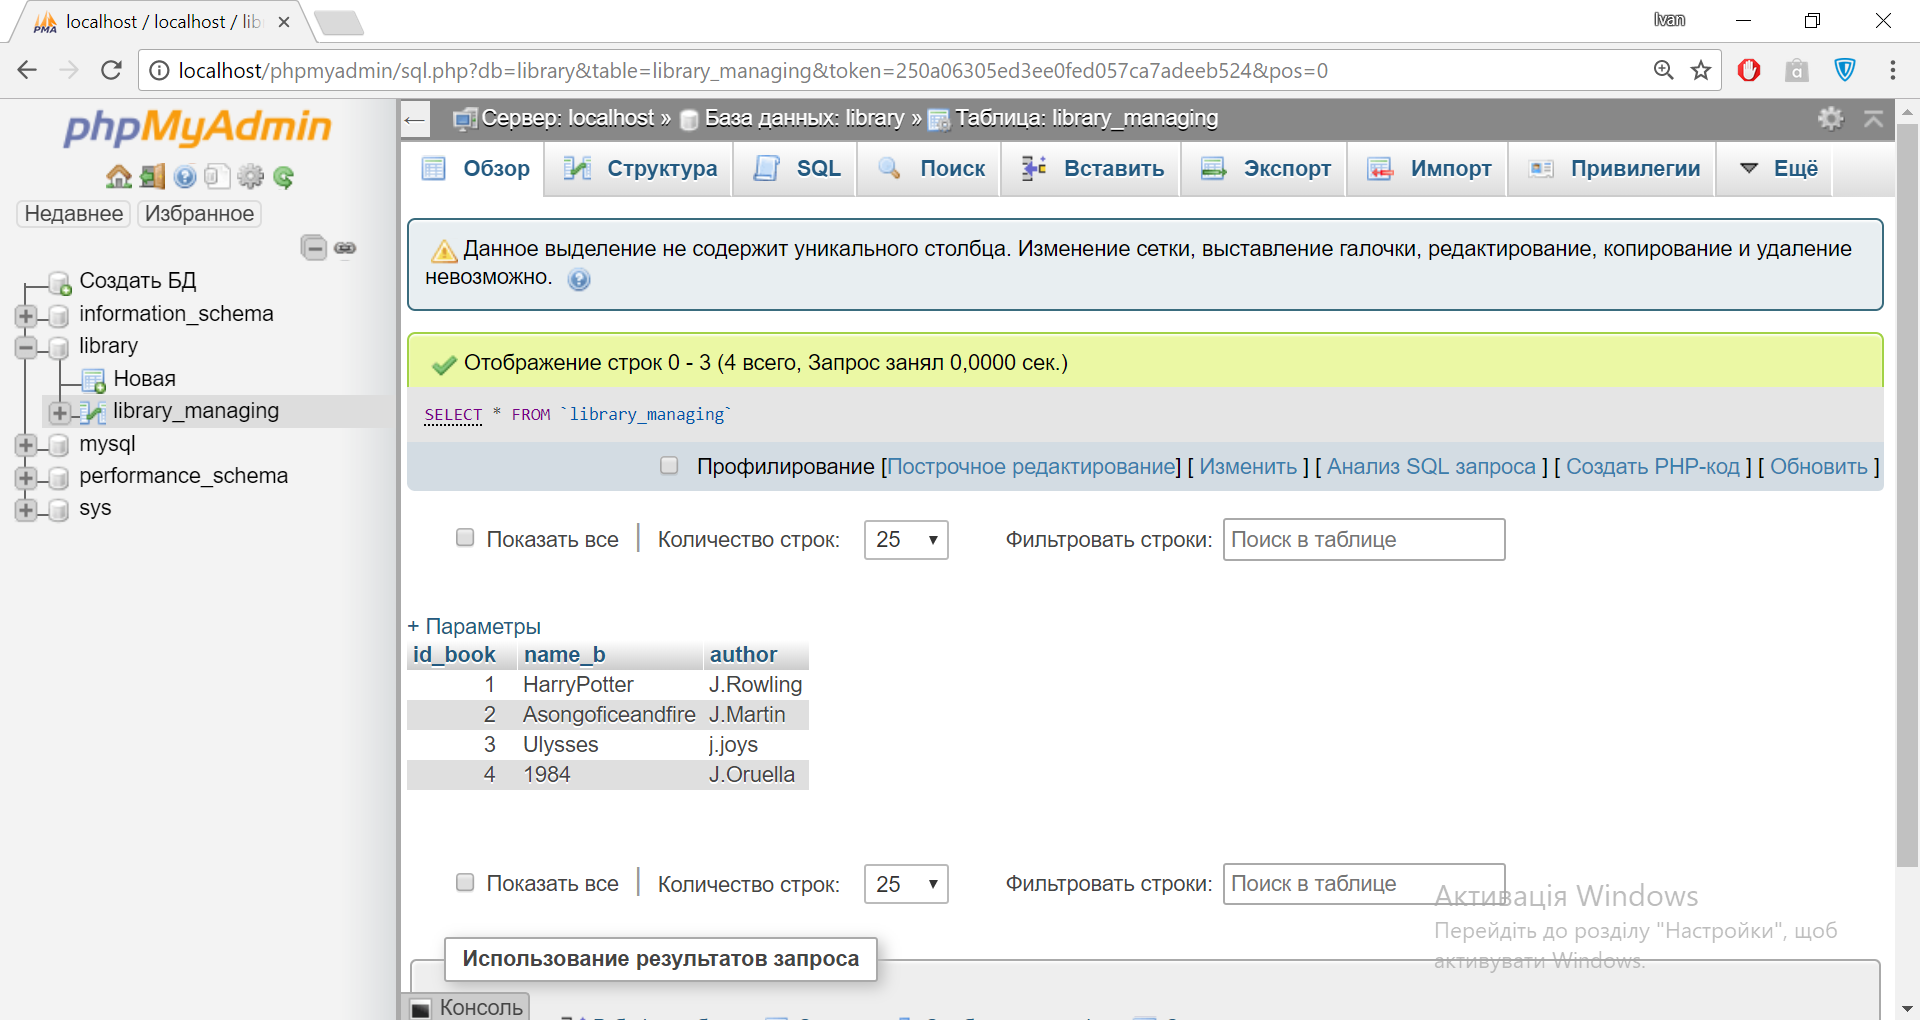 localhost / localhost / lib
Ivan
localhost/phpmyadmin/sql.php?db=library&table=library_managing&token=250a06305ed3ee0fed057ca7adeeb524&pos=0
phpMyAdmin
Недавнее Избранное
Создать БД
information_schema
library
Новая
library_managing
mysql
performance_schema
sys
Сервер: localhost » База данных: library » Таблица: library_managing
Обзор Структура SQL Поиск Вставить Экспорт Импорт Привилегии Ещё
Данное выделение не содержит уникального столбца. Изменение сетки, выставление галочки, редактирование, копирование и удаление
невозможно.
Отображение строк 0 - 3 (4 всего, Запрос занял 0,0000 сек.)
SELECT * FROM `library_managing`
Профилирование [Построчное редактирование] [ Изменить ] [ Анализ SQL запроса ] [ Создать PHP-код ] [ Обновить ]
Показать все Количество строк: 25 Фильтровать строки: Поиск в таблице
+ Параметры
id_book name_b author
1 HarryPotter J.Rowling
2 Asongoficeandfire J.Martin
3 Ulysses j.joys
4 1984 J.Oruella
Показать все Количество строк: 25 Фильтровать строки: Поиск в таблице
Активація Windows
Перейдіть до розділу "Настройки", щоб
активувати Windows.
Использование результатов запроса
Консоль